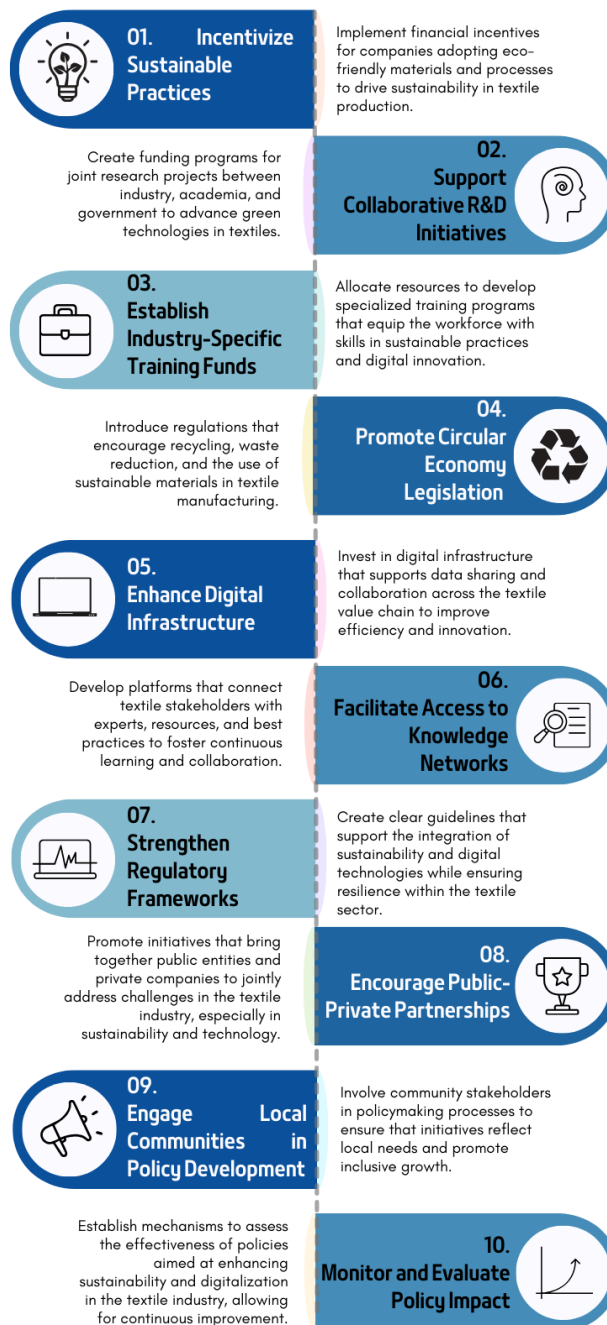 01. Incentivize
Sustainable
Practices
Implement financial incentives
for companies adopting eco-
friendly materials and processes
to drive sustainability in textile
production.
02.
Support
Collaborative R&D
Initiatives
Create funding programs for
joint research projects between
industry, academia, and
government to advance green
technologies in textiles.
03.
Establish
Industry-Specific
Training Funds
Allocate resources to develop
specialized training programs
that equip the workforce with
skills in sustainable practices
and digital innovation.
04.
Promote Circular
Economy
Legislation
Introduce regulations that
encourage recycling, waste
reduction, and the use of
sustainable materials in textile
manufacturing.
05.
Enhance Digital
Infrastructure
Invest in digital infrastructure
that supports data sharing and
collaboration across the textile
value chain to improve
efficiency and innovation.
06.
Facilitate Access to
Knowledge
Networks
Develop platforms that connect
textile stakeholders with
experts, resources, and best
practices to foster continuous
learning and collaboration.
07.
Strengthen
Regulatory
Frameworks
Create clear guidelines that
support the integration of
sustainability and digital
technologies while ensuring
resilience within the textile
sector.
08.
Encourage Public-
Private Partnerships
Promote initiatives that bring
together public entities and
private companies to jointly
address challenges in the textile
industry, especially in
sustainability and technology.
09.
Engage Local
Communities in
Policy Development
Involve community stakeholders
in policymaking processes to
ensure that initiatives reflect
local needs and promote
inclusive growth.
10.
Monitor and Evaluate
Policy Impact
Establish mechanisms to assess
the effectiveness of policies
aimed at enhancing
sustainability and digitalization
in the textile industry, allowing
for continuous improvement.